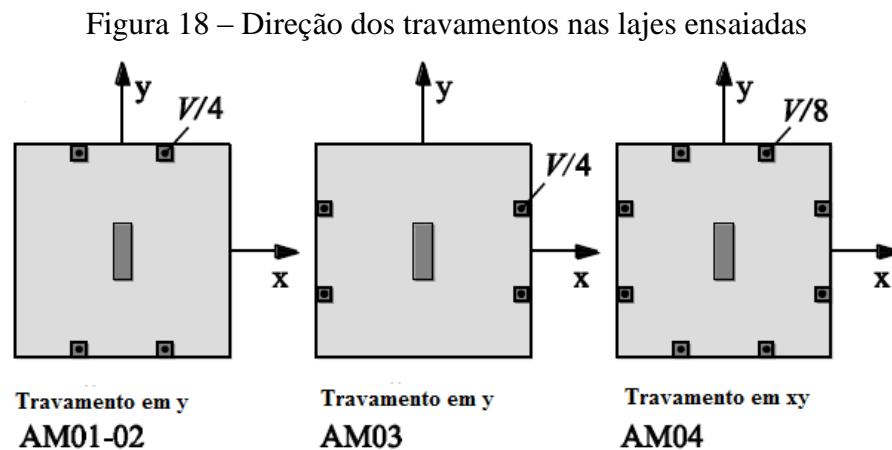 Figura 18 – Direção dos travamentos nas lajes ensaiadas
y
V/4
x
Travamento em y
AM01-02
y
V/4
x
Travamento em y
AM03
y
V/8
x
Travamento em xy
AM04